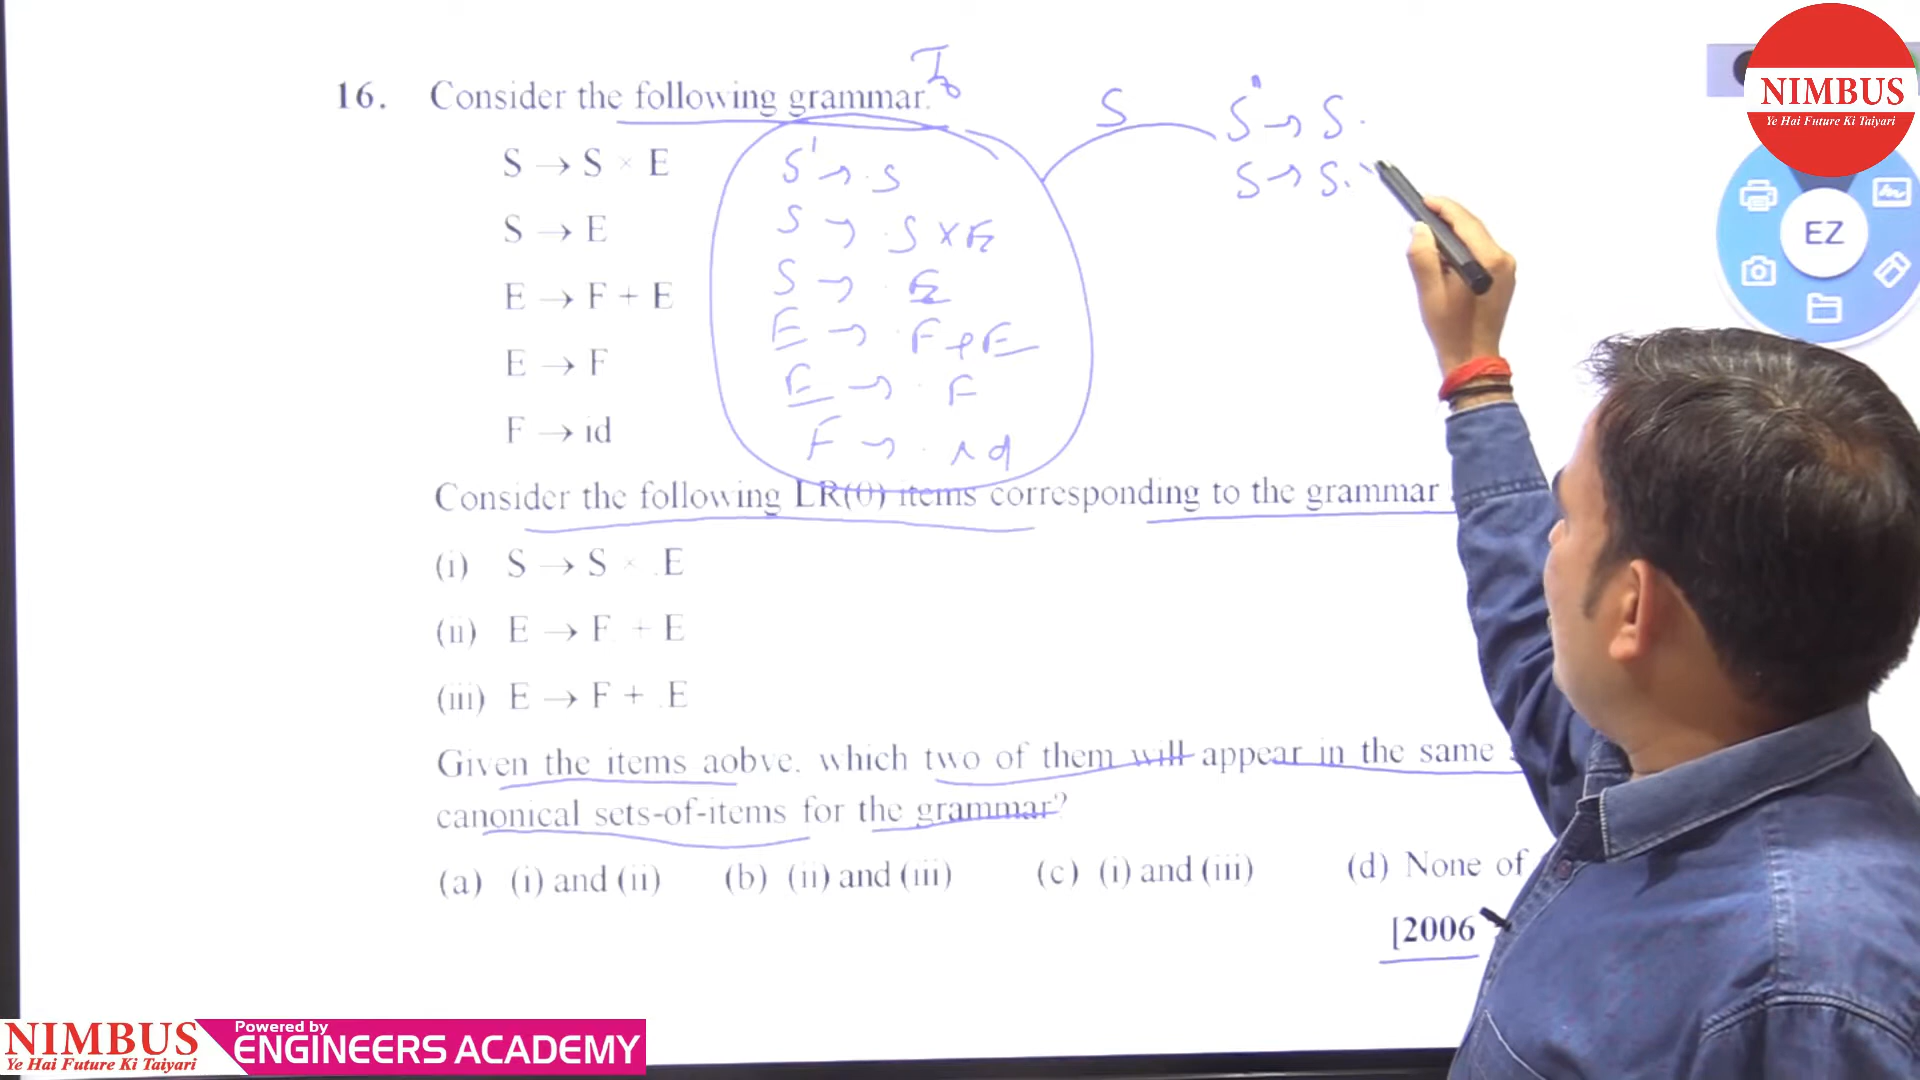 16. Consider the following grammar.
S → S × E
S → E
E → F + E
E → F
F → id
I₀
S' → .S
S → .S × E
S → .E
E → .F + E
E → .F
F → .id
S
S' → S.
S → S.
Consider the following LR(0) items corresponding to the grammar
(i) S → S × .E
(ii) E → F + E
(iii) E → F + .E
Given the items aobve. which two of them will appear in the same
canonical sets-of-items for the grammar?
(a) (i) and (ii) (b) (ii) and (iii) (c) (i) and (iii) (d) None of
[2006
NIMBUS
Ye Hai Future Ki Taiyari
EZ
NIMBUS
Ye Hai Future Ki Taiyari
Powered by
ENGINEERS ACADEMY